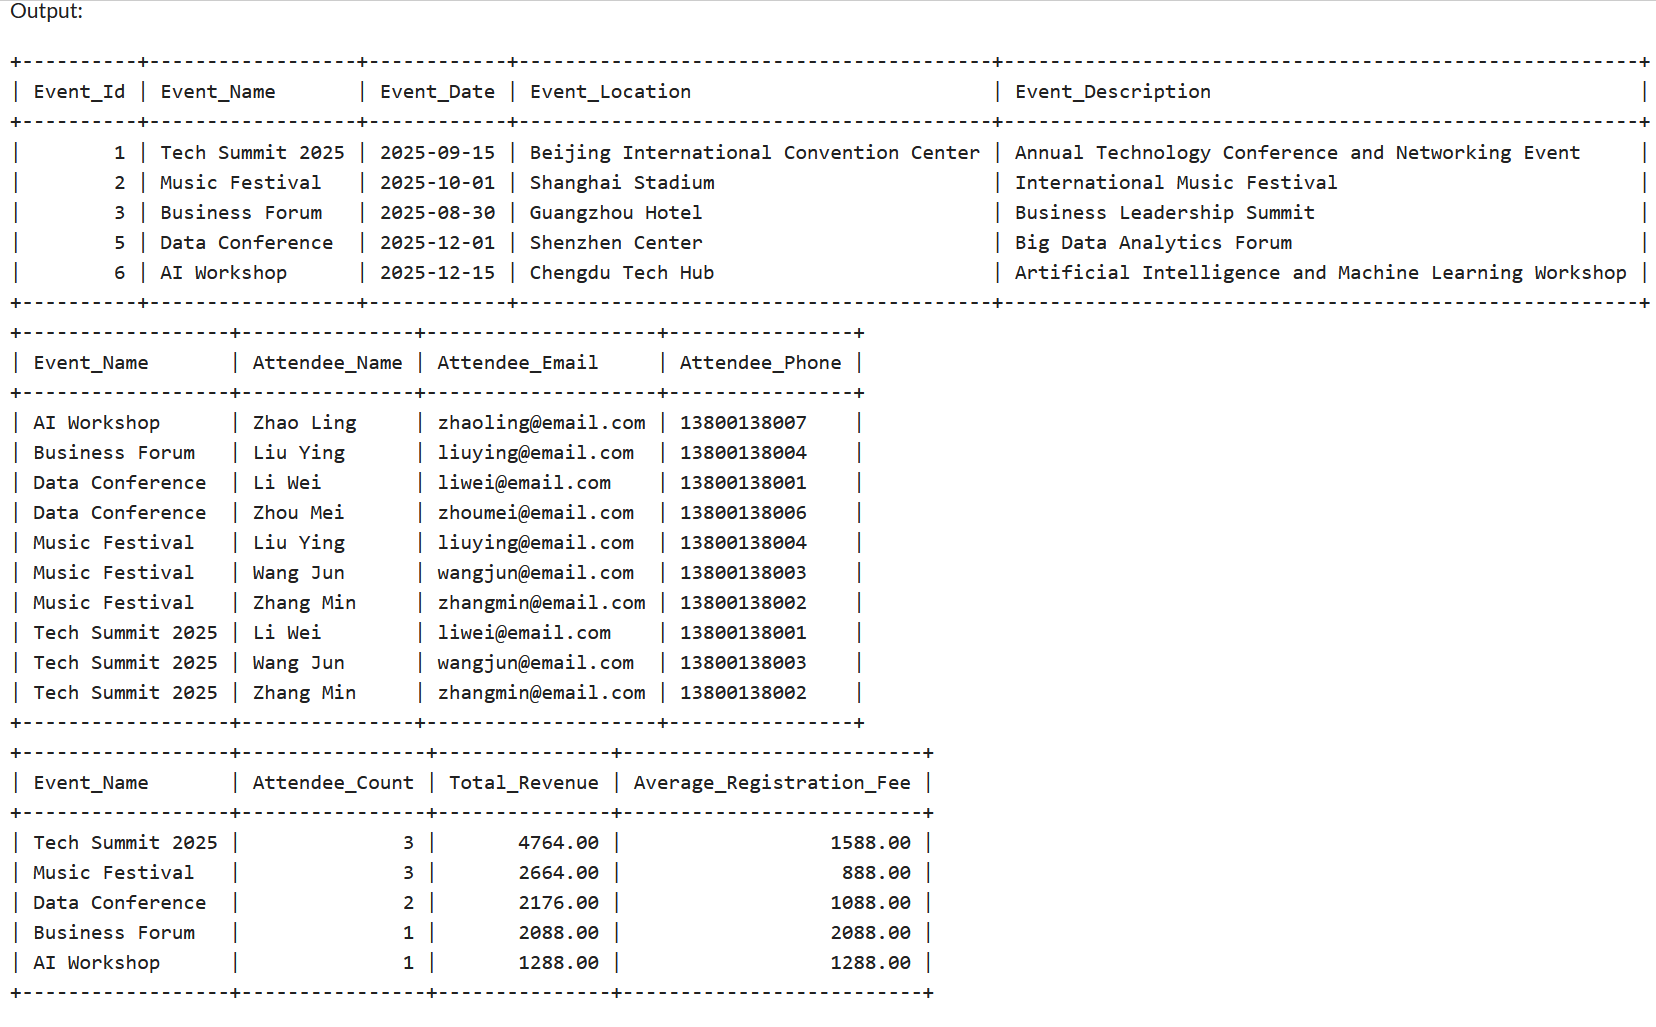 Output:
+----------+------------------+------------+-----------------------------------------+-------------------------------------------------------+
| Event_Id | Event_Name       | Event_Date | Event_Location                          | Event_Description                                     |
+----------+------------------+------------+-----------------------------------------+-------------------------------------------------------+
|        1 | Tech Summit 2025 | 2025-09-15 | Beijing International Convention Center | Annual Technology Conference and Networking Event     |
|        2 | Music Festival   | 2025-10-01 | Shanghai Stadium                        | International Music Festival                          |
|        3 | Business Forum   | 2025-08-30 | Guangzhou Hotel                         | Business Leadership Summit                            |
|        5 | Data Conference  | 2025-12-01 | Shenzhen Center                         | Big Data Analytics Forum                              |
|        6 | AI Workshop      | 2025-12-15 | Chengdu Tech Hub                        | Artificial Intelligence and Machine Learning Workshop |
+----------+------------------+------------+-----------------------------------------+-------------------------------------------------------+
+------------------+---------------+--------------------+----------------+
| Event_Name       | Attendee_Name | Attendee_Email     | Attendee_Phone |
+------------------+---------------+--------------------+----------------+
| AI Workshop      | Zhao Ling     | zhaoling@email.com | 13800138007    |
| Business Forum   | Liu Ying      | liuying@email.com  | 13800138004    |
| Data Conference  | Li Wei        | liwei@email.com    | 13800138001    |
| Data Conference  | Zhou Mei      | zhoumei@email.com  | 13800138006    |
| Music Festival   | Liu Ying      | liuying@email.com  | 13800138004    |
| Music Festival   | Wang Jun      | wangjun@email.com  | 13800138003    |
| Music Festival   | Zhang Min     | zhangmin@email.com | 13800138002    |
| Tech Summit 2025 | Li Wei        | liwei@email.com    | 13800138001    |
| Tech Summit 2025 | Wang Jun      | wangjun@email.com  | 13800138003    |
| Tech Summit 2025 | Zhang Min     | zhangmin@email.com | 13800138002    |
+------------------+---------------+--------------------+----------------+
+------------------+----------------+---------------+--------------------------+
| Event_Name       | Attendee_Count | Total_Revenue | Average_Registration_Fee |
+------------------+----------------+---------------+--------------------------+
| Tech Summit 2025 |              3 |       4764.00 |                  1588.00 |
| Music Festival   |              3 |       2664.00 |                   888.00 |
| Data Conference  |              2 |       2176.00 |                  1088.00 |
| Business Forum   |              1 |       2088.00 |                  2088.00 |
| AI Workshop      |              1 |       1288.00 |                  1288.00 |
+------------------+----------------+---------------+--------------------------+